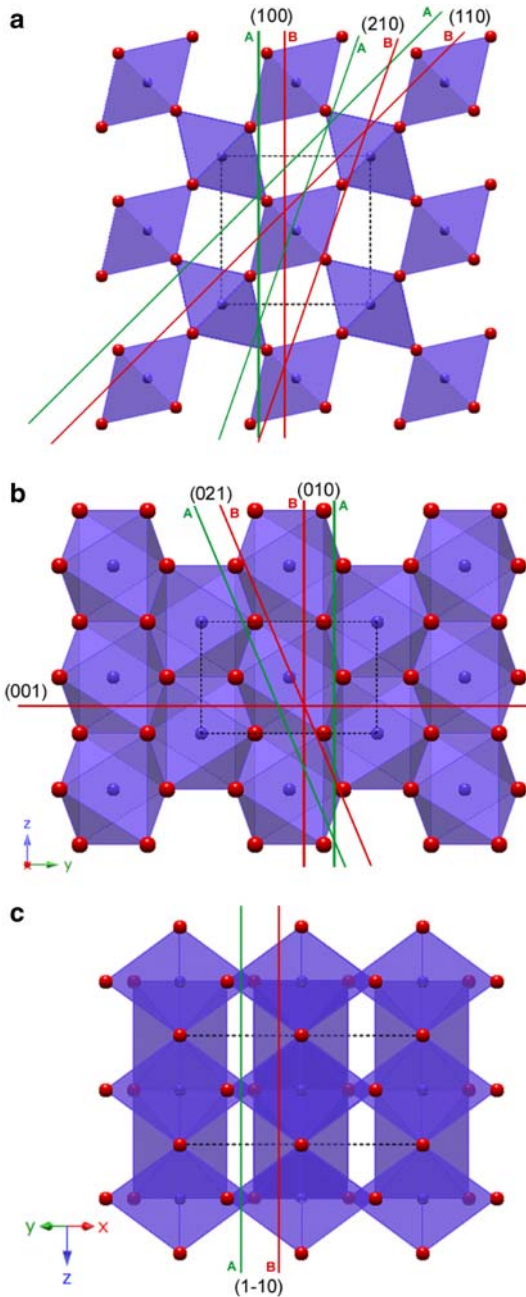 a
(100) (210) (110)
A B A B B A
b
(021) (010)
A B B A
(001)
z
x y
c
y x
z
A B
(1-10)